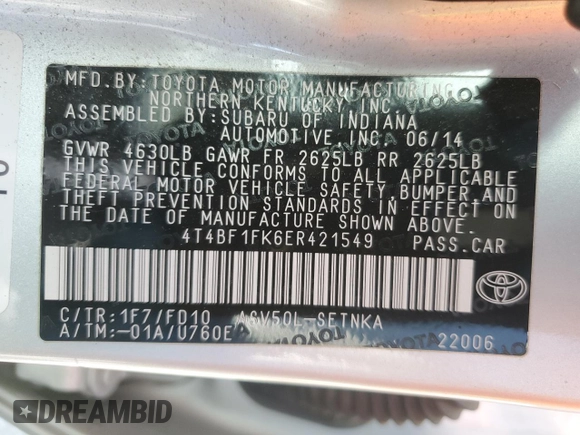 MFD. BY: TOYOTA MOTOR MANUFACTURING
NORTHERN KENTUCKY, INC.
ASSEMBLED BY: SUBARU OF INDIANA
AUTOMOTIVE, INC. 06/14
GVWR 4630LB GAWR FR 2625LB RR 2625LB
THIS VEHICLE CONFORMS TO ALL APPLICABLE
FEDERAL MOTOR VEHICLE SAFETY, BUMPER AND
THEFT PREVENTION STANDARDS IN EFFECT ON
THE DATE OF MANUFACTURE SHOWN ABOVE.
4T4BF1FK6ER421549 PASS.CAR
C/TR:1F7/FD10 ASV50L-SETNKA
A/TM:-01A/U760E
22006
DREAMBID